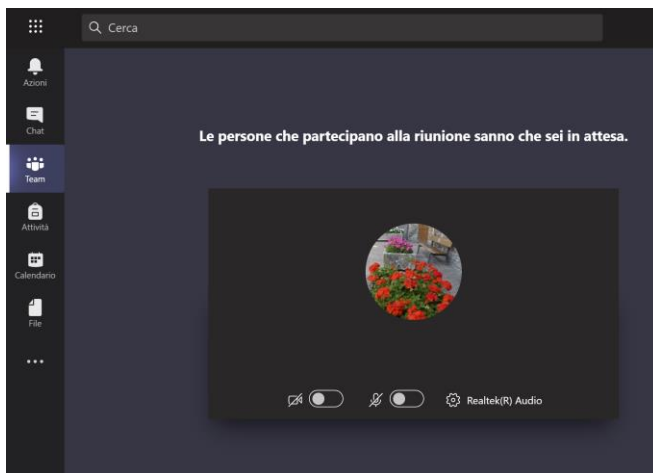 Cerca
Azioni
Chat
Team
Attività
Calendario
File
Le persone che partecipano alla riunione sanno che sei in attesa.
Realtek(R) Audio